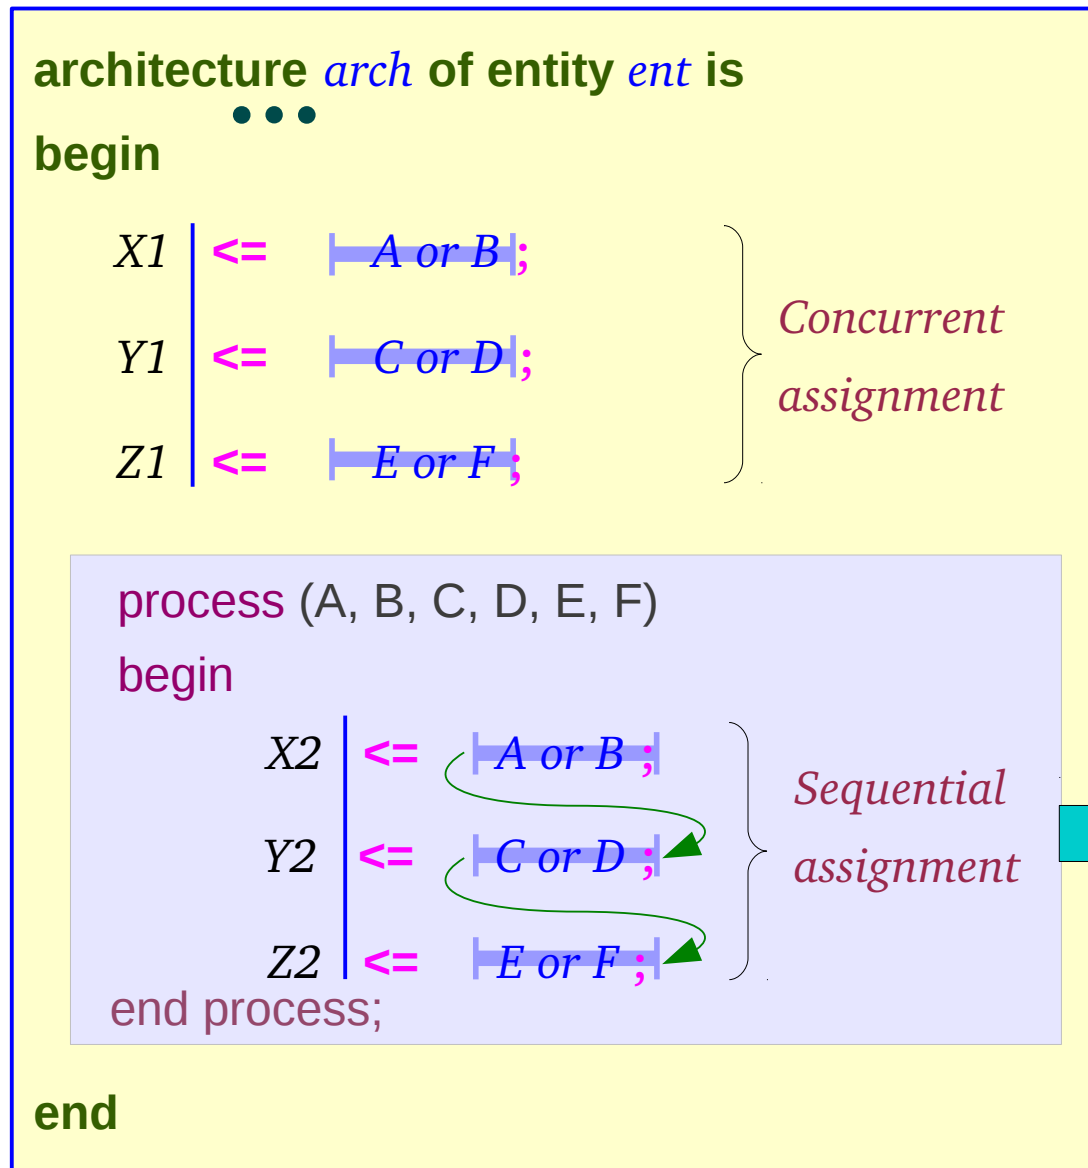 architecture arch of entity ent is
• • •
begin
X1 <= A or B ;
Y1 <= C or D ;
Z1 <= E or F ;
Concurrent
assignment
process (A, B, C, D, E, F)
begin
X2 <= A or B ;
Y2 <= C or D ;
Z2 <= E or F ;
Sequential
assignment
end process;
end